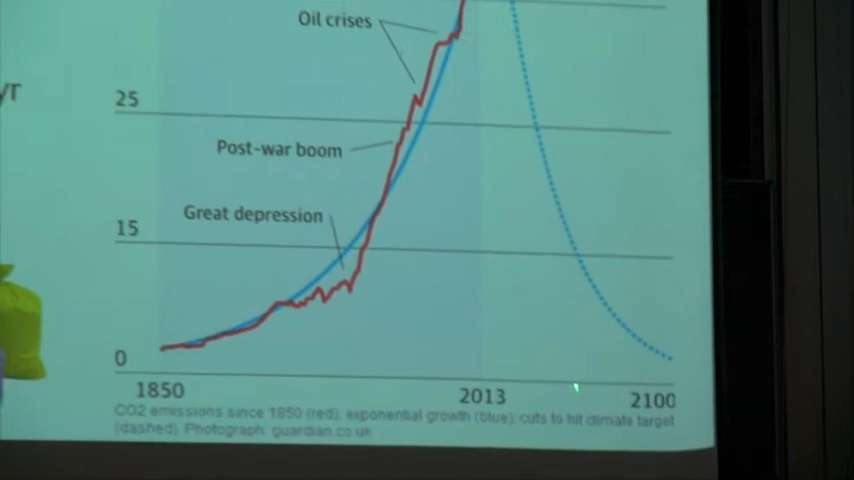 Oil crises
yr
25
Post-war boom
Great depression
15
0
1850 2013 2100
CO2 emissions since 1850 (red); exponential growth (blue); cuts to hit climate target
(dashed). Photograph: guardian.co.uk